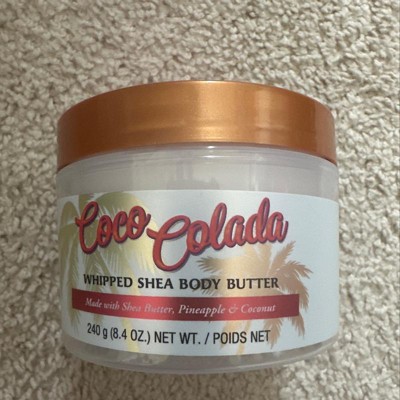 Coco Colada
WHIPPED SHEA BODY BUTTER
Made with Shea Butter, Pineapple & Coconut
240 g (8.4 OZ.) NET WT. / POIDS NET